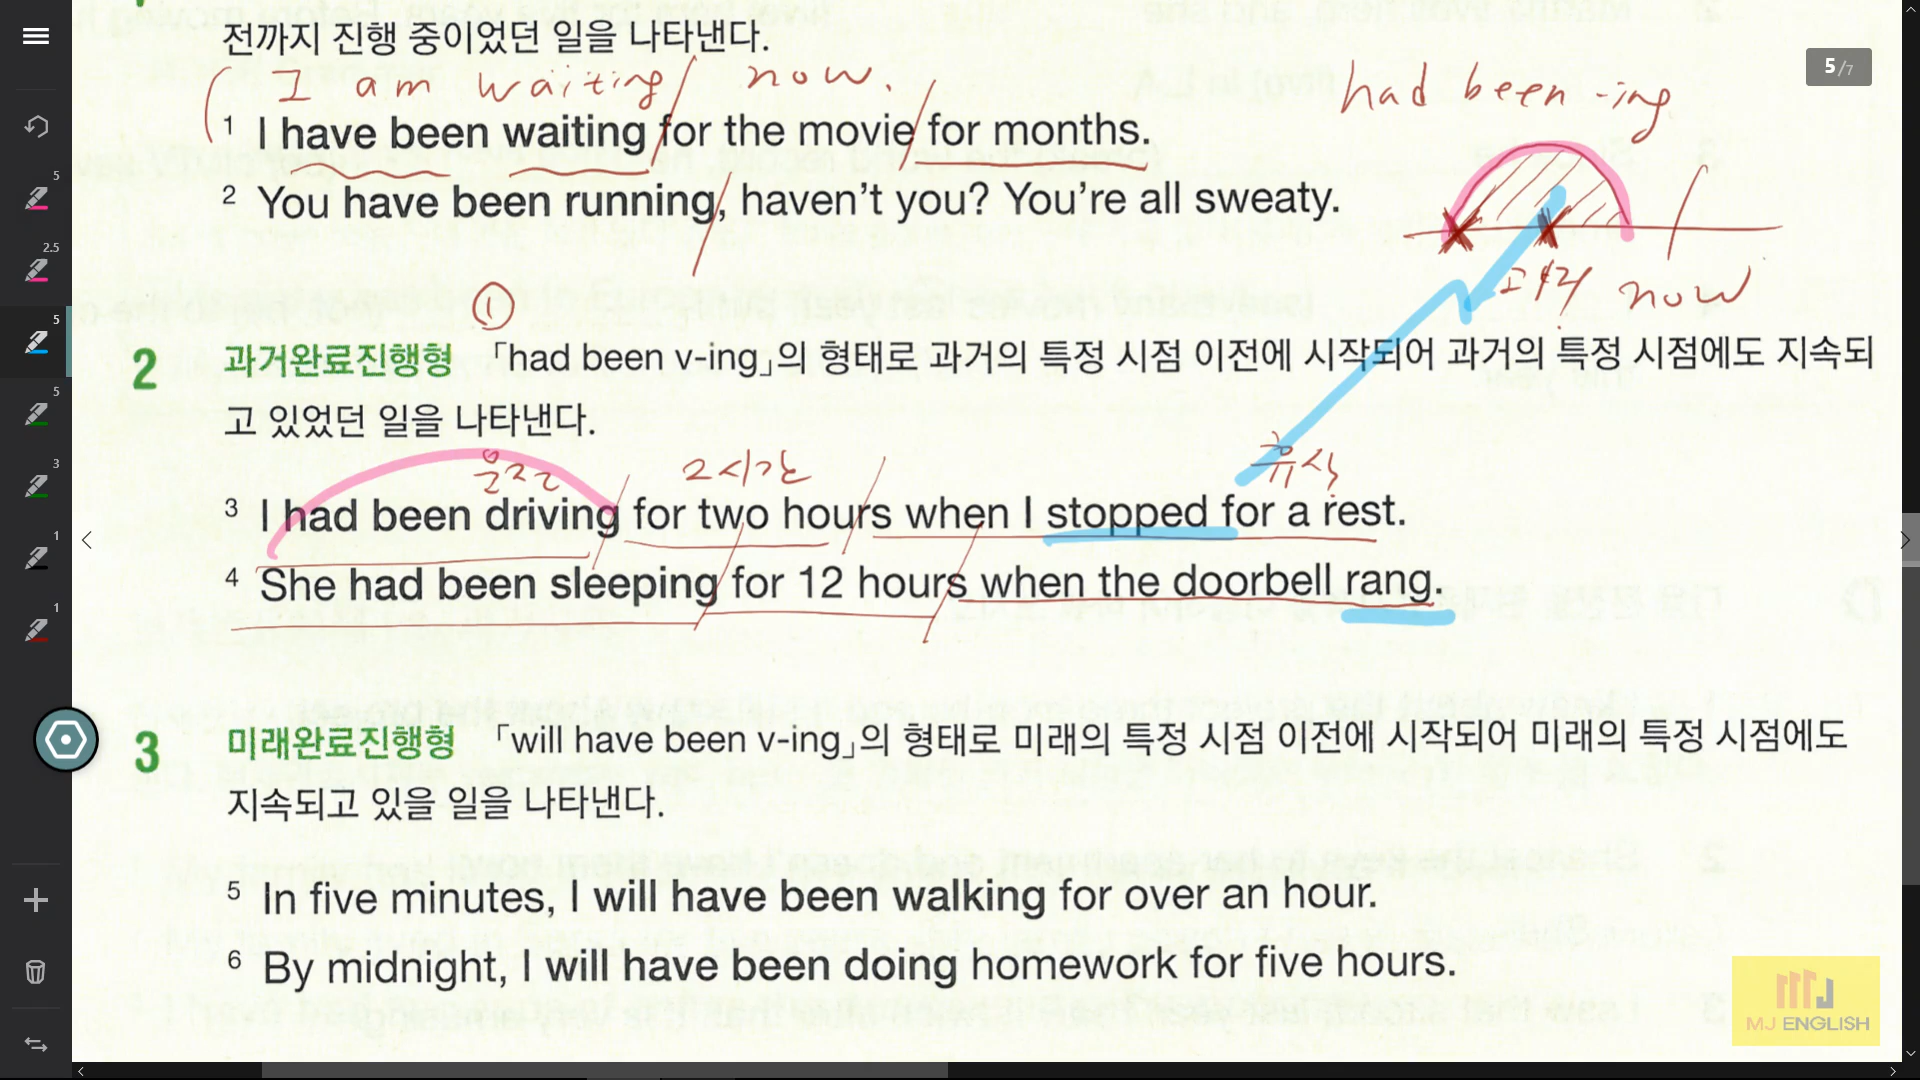 전까지 진행 중이었던 일을 나타낸다.
I am waiting now.
had been -ing
1 I have been waiting for the movie for months.
2 You have been running, haven't you? You're all sweaty.
과거 now
①
2 과거완료진행형 「had been v-ing」의 형태로 과거의 특정 시점 이전에 시작되어 과거의 특정 시점에도 지속되
고 있었던 일을 나타낸다.
2시간
휴식
3 I had been driving for two hours when I stopped for a rest.
4 She had been sleeping for 12 hours when the doorbell rang.
3 미래완료진행형 「will have been v-ing」의 형태로 미래의 특정 시점 이전에 시작되어 미래의 특정 시점에도
지속되고 있을 일을 나타낸다.
5 In five minutes, I will have been walking for over an hour.
6 By midnight, I will have been doing homework for five hours.
5/7
5
2.5
5
5
3
1
1
MJ ENGLISH